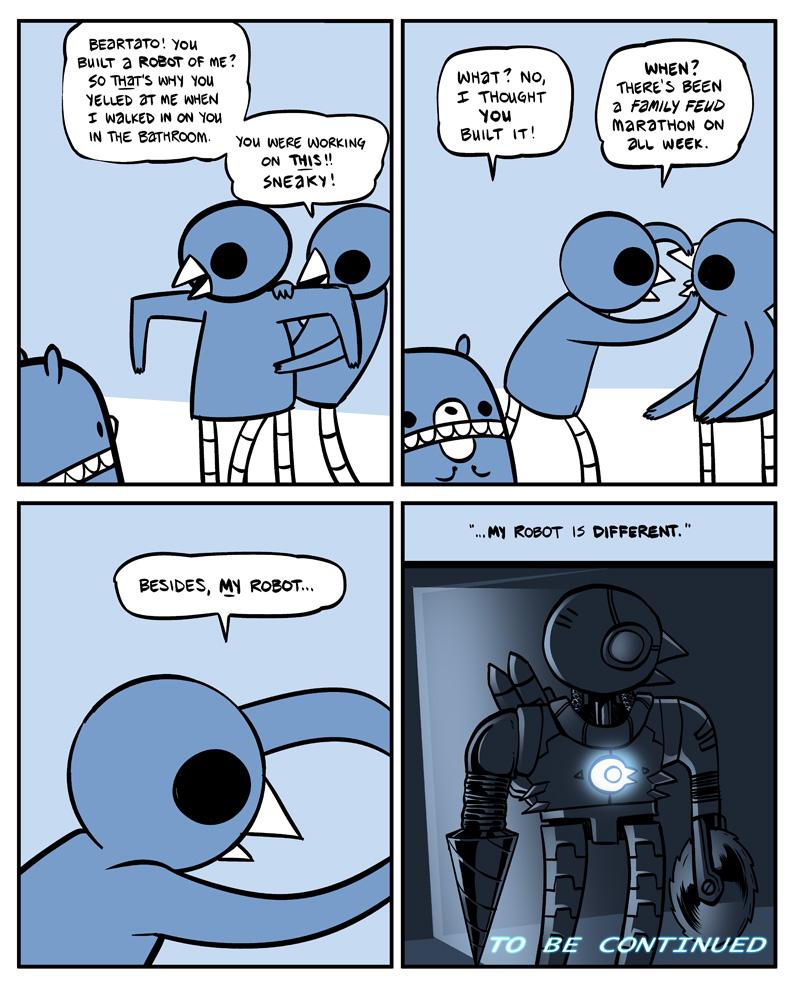 BEARTATO! YOU
BUILT A ROBOT OF ME?
SO THAT'S WHY YOU
YELLED AT ME WHEN
I WALKED IN ON YOU
IN THE BATHROOM.
YOU WERE WORKING
ON THIS!!
SNEAKY!
WHAT? NO,
I THOUGHT
YOU
BUILT IT!
WHEN?
THERE'S BEEN
A FAMILY FEUD
MARATHON ON
ALL WEEK.
BESIDES, MY ROBOT...
"...MY ROBOT IS DIFFERENT."
TO BE CONTINUED